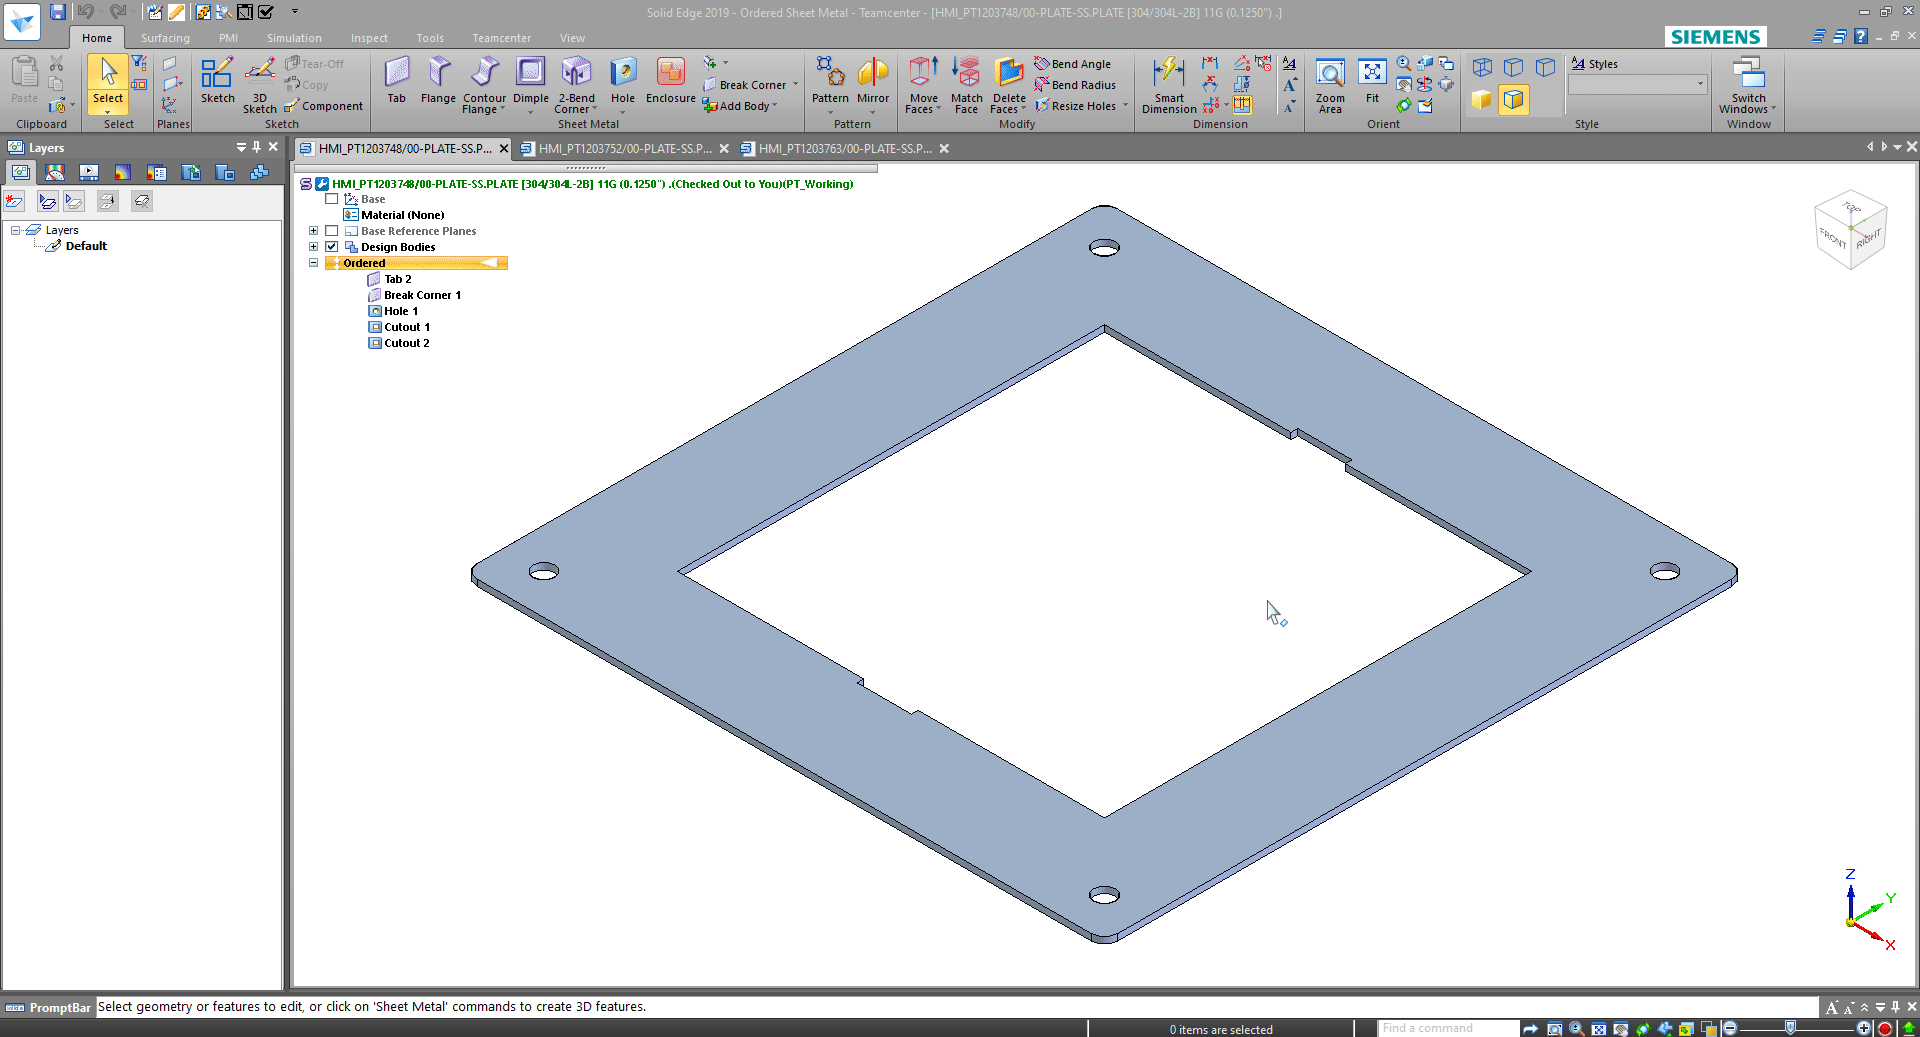 Solid Edge 2019 - Ordered Sheet Metal - Teamcenter - [HMI_PT1203748/00-PLATE-SS.PLATE [304/304L-2B] 11G (0.1250") .]
Home Surfacing PMI Simulation Inspect Tools Teamcenter View
SIEMENS
Paste
Clipboard
Select
Select
Planes
Sketch
3D Sketch
Tear-Off
Copy
Component
Sketch
Tab
Flange
Contour Flange
Dimple
2-Bend Corner
Hole
Enclosure
Break Corner
Add Body
Sheet Metal
Pattern
Mirror
Pattern
Move Faces
Match Face
Delete Faces
Bend Angle
Bend Radius
Resize Holes
Modify
Smart Dimension
Dimension
Zoom Area
Fit
Orient
Styles
Style
Switch Windows
Window
Layers
Layers
Default
HMI_PT1203748/00-PLATE-SS.P...
HMI_PT1203752/00-PLATE-SS.P...
HMI_PT1203763/00-PLATE-SS.P...
HMI_PT1203748/00-PLATE-SS.PLATE [304/304L-2B] 11G (0.1250") .(Checked Out to You)(PT_Working)
Base
Material (None)
Base Reference Planes
Design Bodies
Ordered
Tab 2
Break Corner 1
Hole 1
Cutout 1
Cutout 2
TOP
FRONT
RIGHT
Z
Y
X
PromptBar
Select geometry or features to edit, or click on 'Sheet Metal' commands to create 3D features.
0 items are selected
Find a command